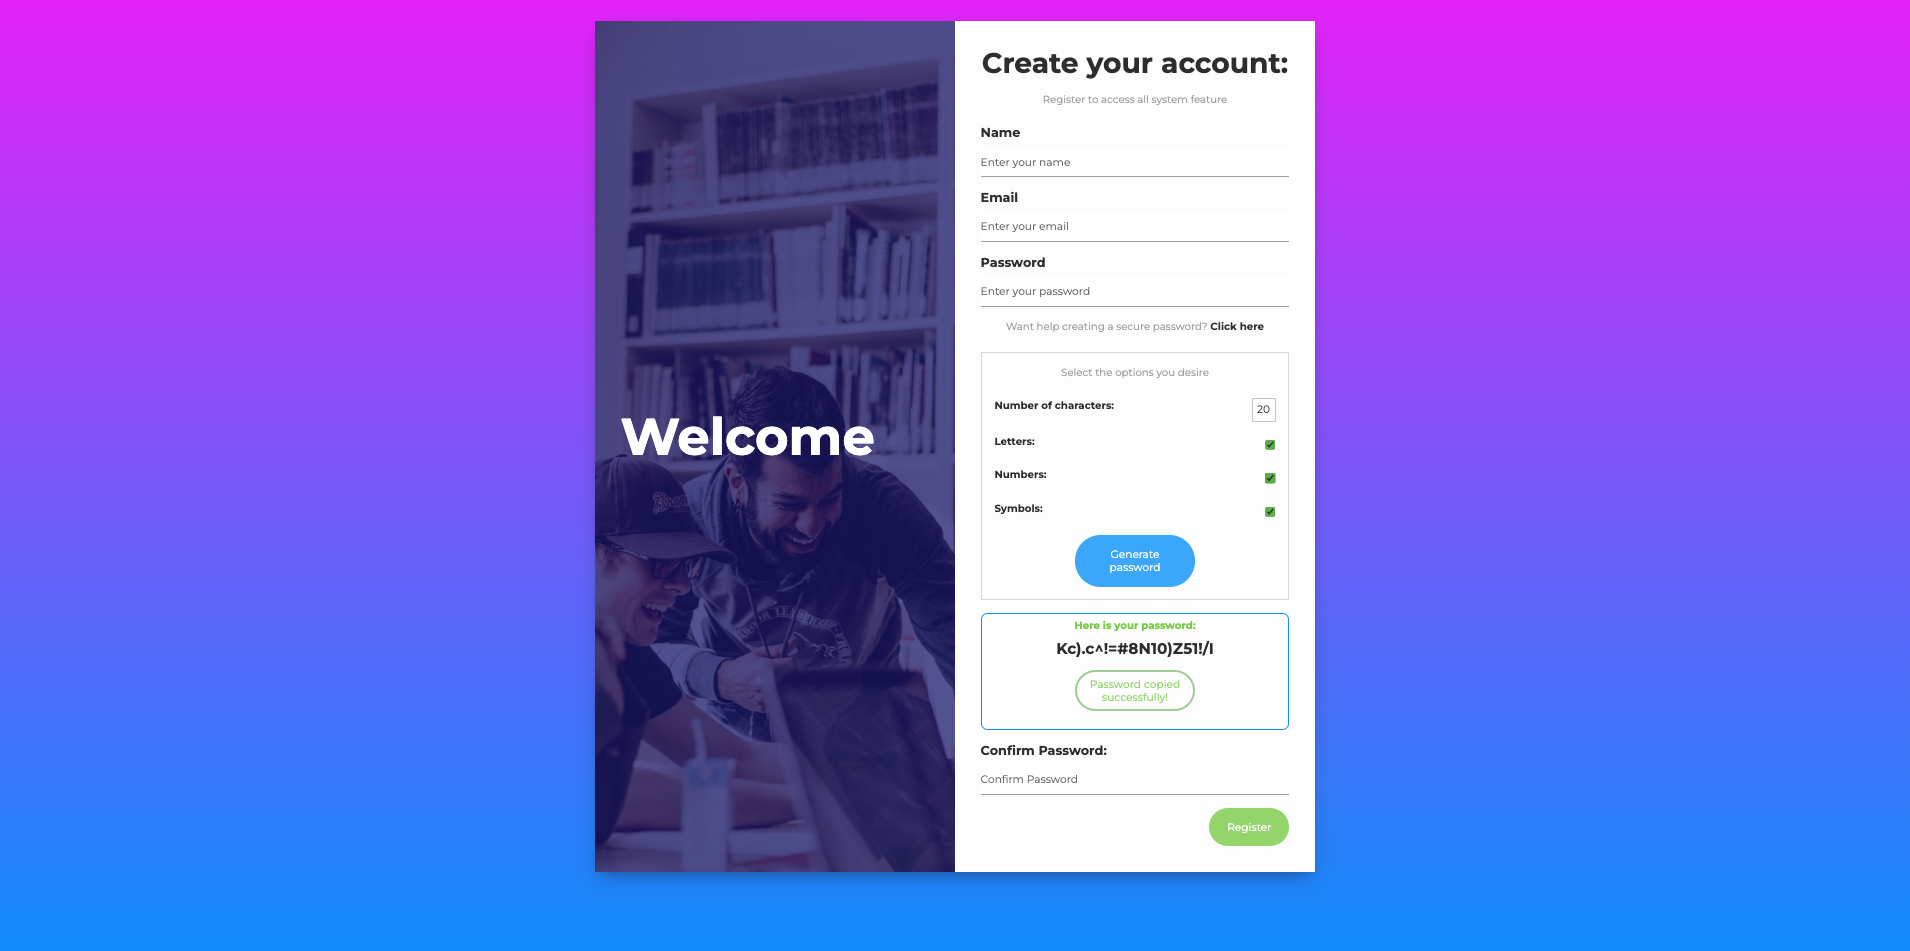 Welcome
Create your account:
Register to access all system feature
Name
Enter your name
Email
Enter your email
Password
Enter your password
Want help creating a secure password? Click here
Select the options you desire
Number of characters: 20
Letters:
Numbers:
Symbols:
Generate
password
Here is your password:
Kc).c^!=#8N10)Z51!/I
Password copied
successfully!
Confirm Password:
Confirm Password
Register